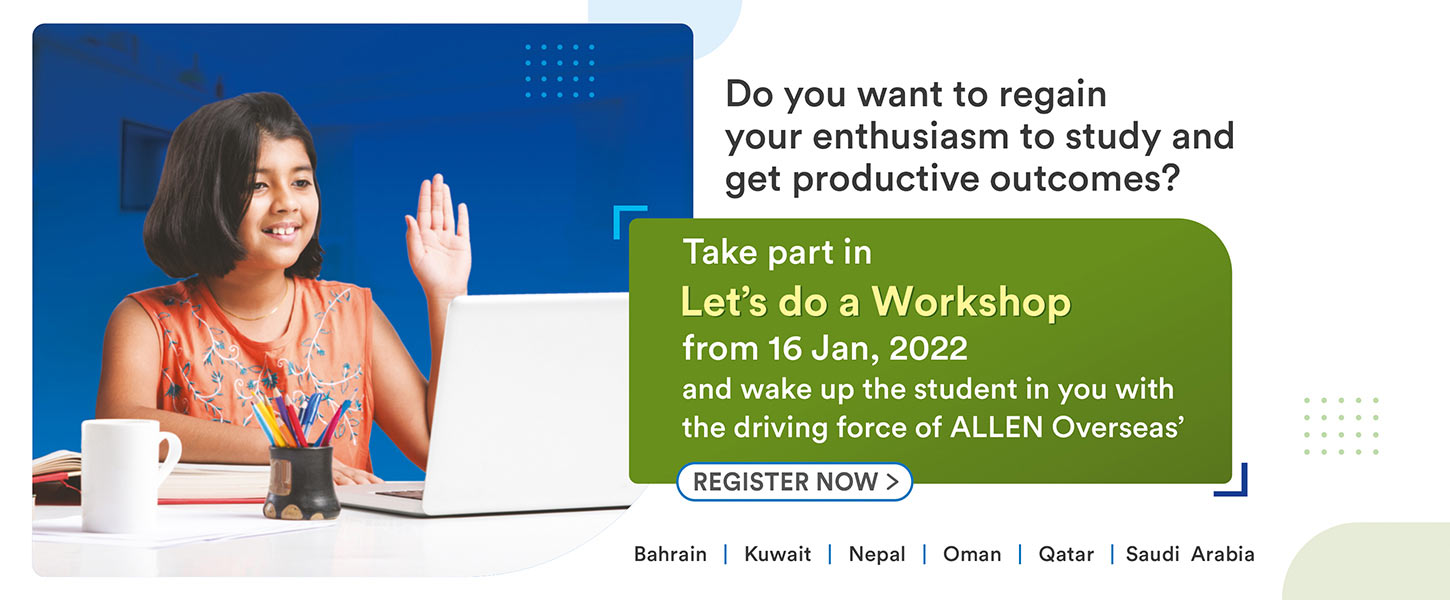 Do you want to regain
your enthusiasm to study and
get productive outcomes?
Take part in
Let's do a Workshop
from 16 Jan, 2022
and wake up the student in you with
the driving force of ALLEN Overseas’
REGISTER NOW >
Bahrain | Kuwait | Nepal | Oman | Qatar | Saudi Arabia